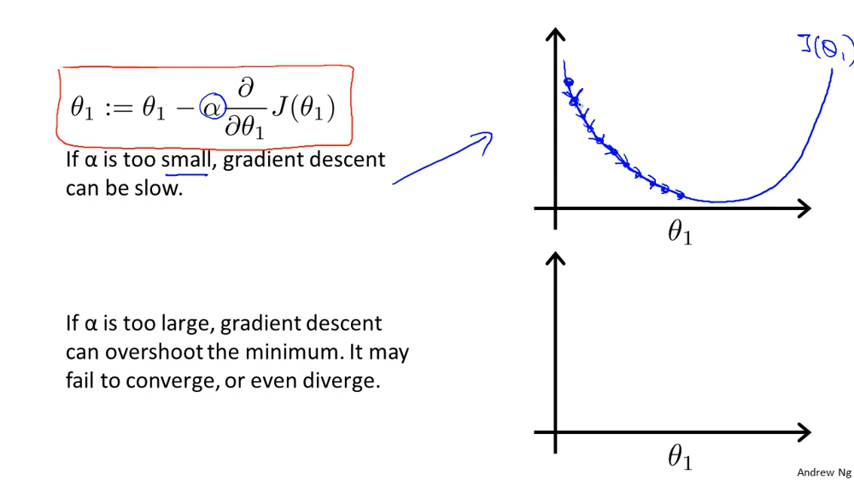 θ₁ := θ₁ − α ∂/∂θ₁ J(θ₁)
If α is too small, gradient descent
can be slow.
J(θ₁)
θ₁
If α is too large, gradient descent
can overshoot the minimum. It may
fail to converge, or even diverge.
θ₁
Andrew Ng